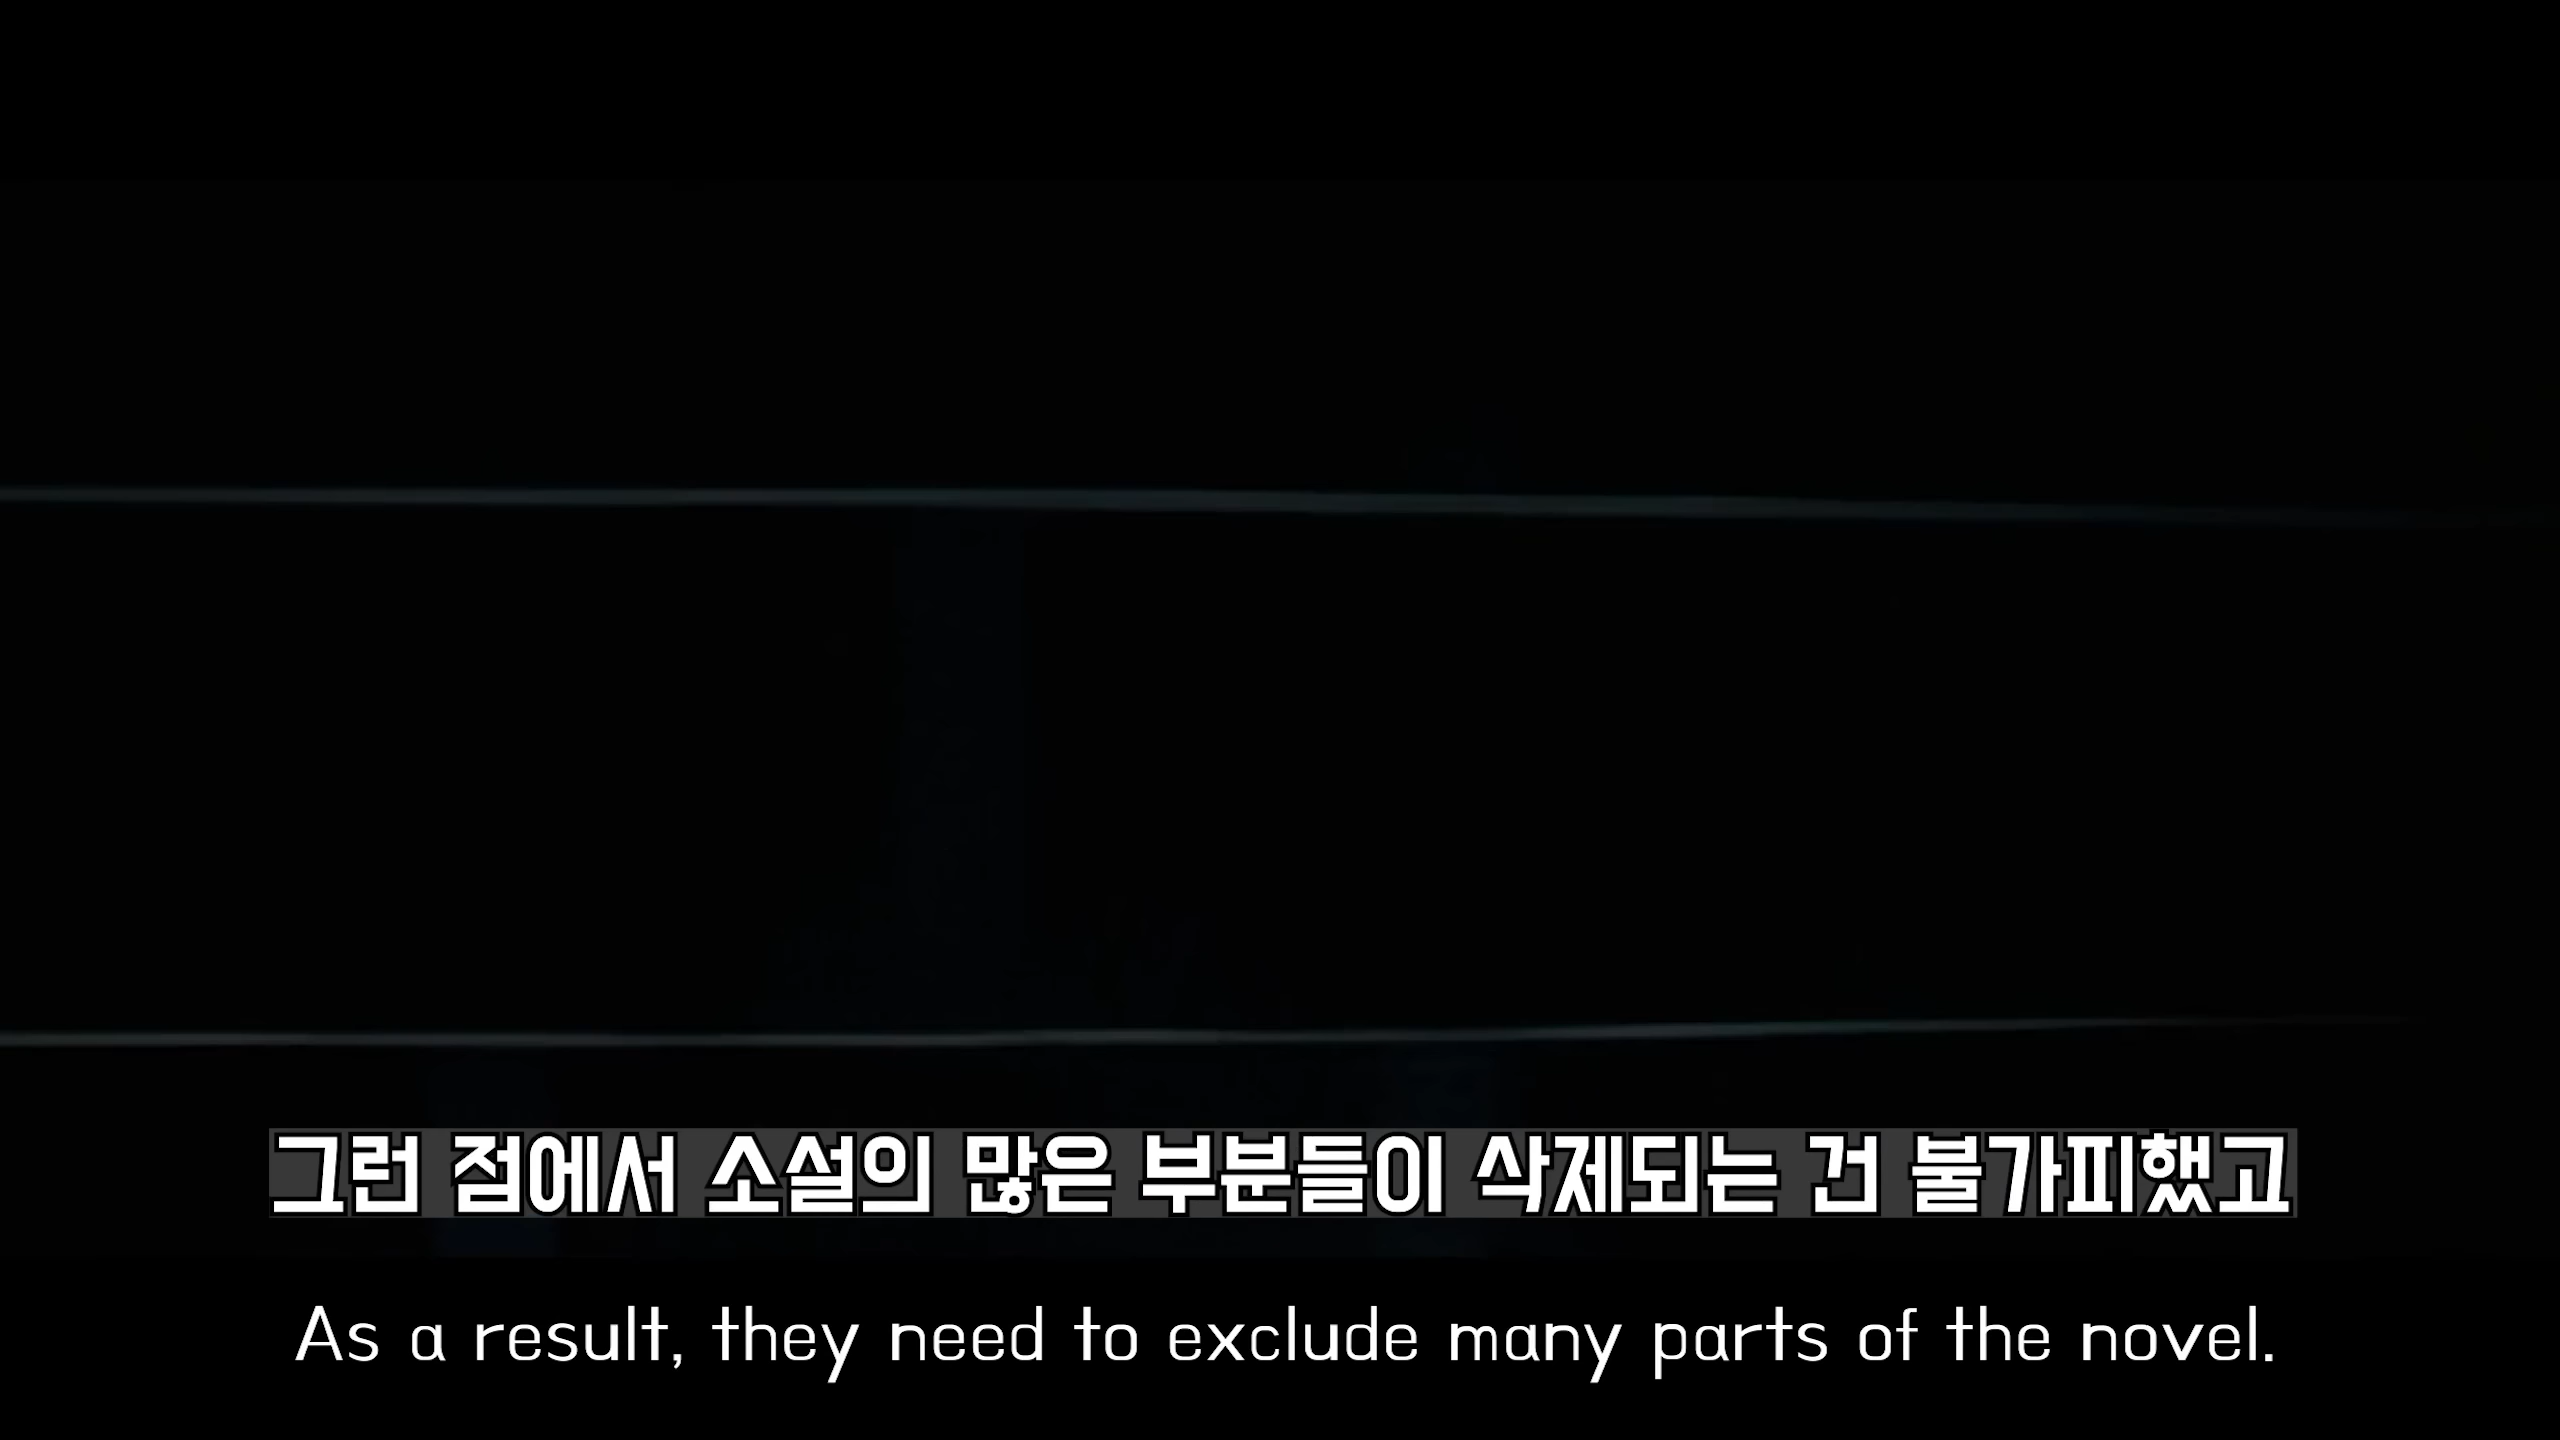 그런 점에서 소설의 많은 부분들이 삭제되는 건 불가피했고
As a result, they need to exclude many parts of the novel.